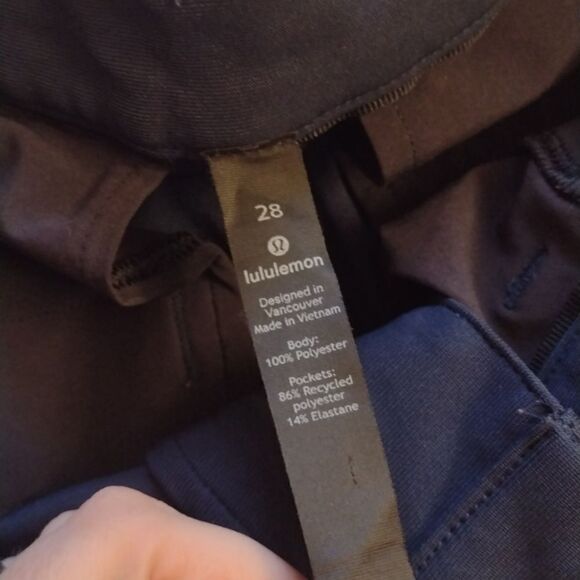 28
lululemon
Designed in
Vancouver
Made in Vietnam
Body:
100% Polyester
Pockets:
86% Recycled
polyester
14% Elastane